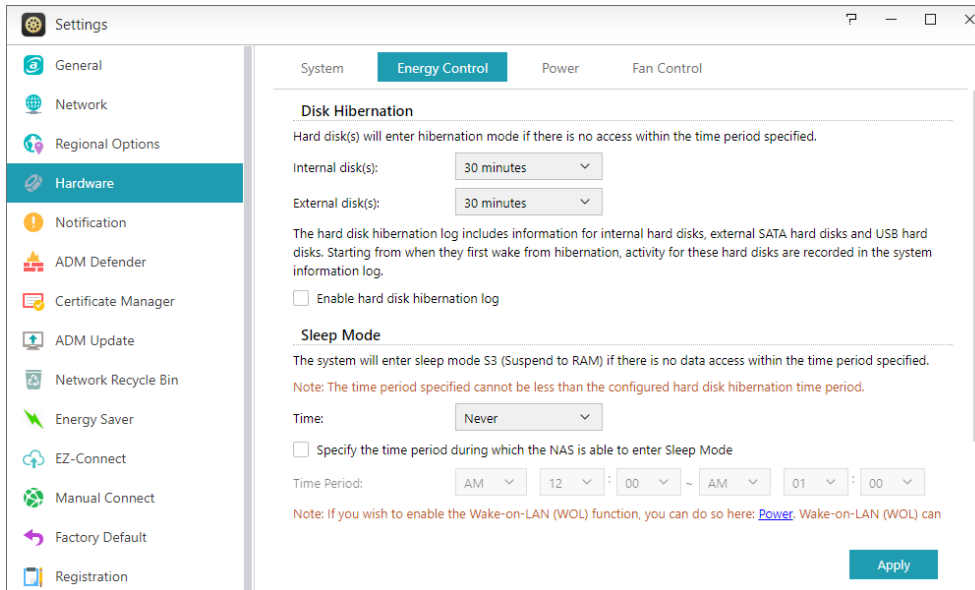 Settings
General
Network
Regional Options
Hardware
Notification
ADM Defender
Certificate Manager
ADM Update
Network Recycle Bin
Energy Saver
EZ-Connect
Manual Connect
Factory Default
Registration
System Energy Control Power Fan Control
Disk Hibernation
Hard disk(s) will enter hibernation mode if there is no access within the time period specified.
Internal disk(s): 30 minutes
External disk(s): 30 minutes
The hard disk hibernation log includes information for internal hard disks, external SATA hard disks and USB hard
disks. Starting from when they first wake from hibernation, activity for these hard disks are recorded in the system
information log.
Enable hard disk hibernation log
Sleep Mode
The system will enter sleep mode S3 (Suspend to RAM) if there is no data access within the time period specified.
Note: The time period specified cannot be less than the configured hard disk hibernation time period.
Time: Never
Specify the time period during which the NAS is able to enter Sleep Mode
Time Period: AM 12 : 00 ~ AM 01 : 00
Note: If you wish to enable the Wake-on-LAN (WOL) function, you can do so here: Power. Wake-on-LAN (WOL) can
Apply